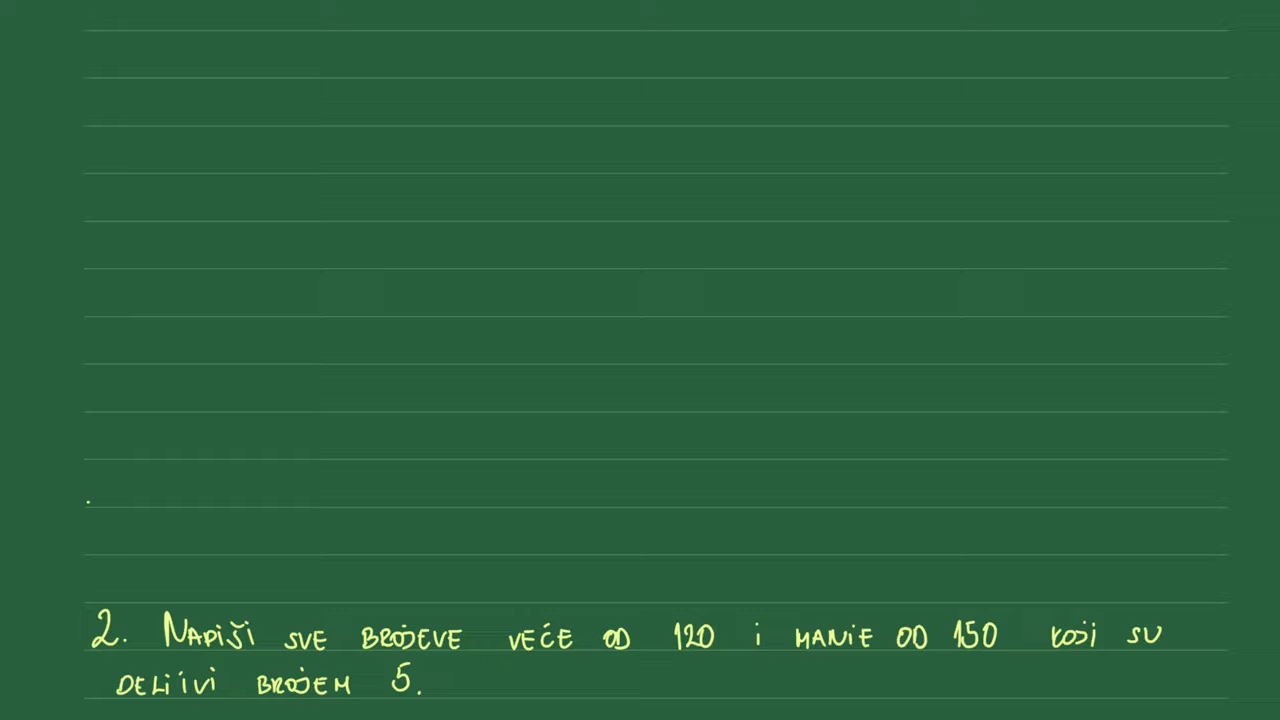 2. Napiši sve brojeve veće od 120 i manje od 150 koji su
deljivi brojem 5.